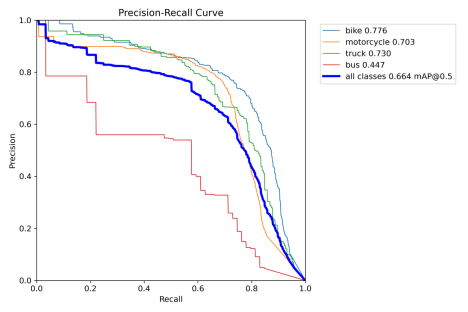 Precision-Recall Curve
bike 0.776
motorcycle 0.703
truck 0.730
bus 0.447
all classes 0.664 mAP@0.5
Precision
1.0
0.8
0.6
0.4
0.2
0.0
0.0 0.2 0.4 0.6 0.8 1.0
Recall